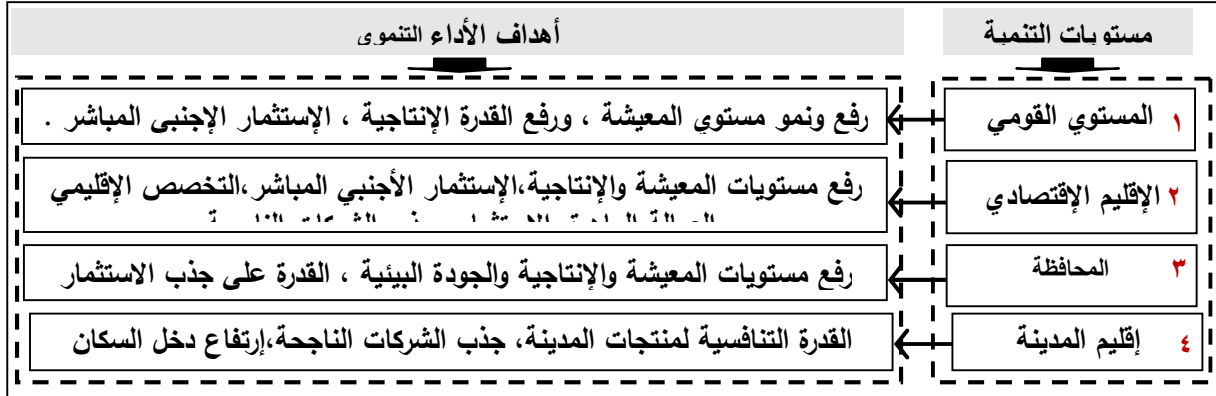 مستويات التنمية
أهداف الأداء التنموي
١ المستوي القومي
رفع ونمو مستوي المعيشة ، ورفع القدرة الإنتاجية ، الإستثمار الإجنبى المباشر .
٢ الإقليم الإقتصادي
رفع مستويات المعيشة والإنتاجية،الإستثمار الأجنبي المباشر،التخصص الإقليمي
٣ المحافظة
رفع مستويات المعيشة والإنتاجية والجودة البيئية ، القدرة على جذب الاستثمار
٤ إقليم المدينة
القدرة التنافسية لمنتجات المدينة، جذب الشركات الناجحة،إرتفاع دخل السكان